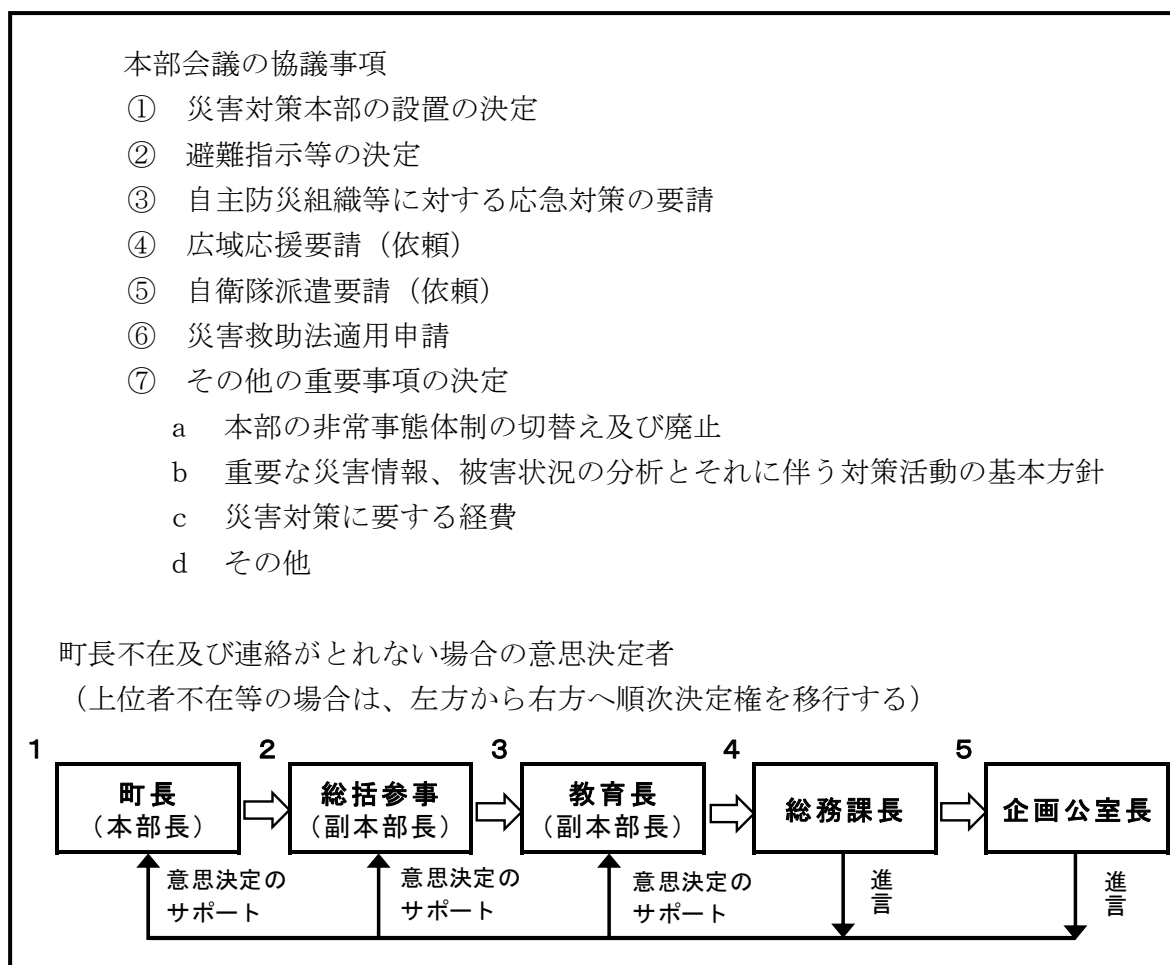 本部会議の協議事項
① 災害対策本部の設置の決定
② 避難指示等の決定
③ 自主防災組織等に対する応急対策の要請
④ 広域応援要請（依頼）
⑤ 自衛隊派遣要請（依頼）
⑥ 災害救助法適用申請
⑦ その他の重要事項の決定
a 本部の非常事態体制の切替え及び廃止
b 重要な災害情報、被害状況の分析とそれに伴う対策活動の基本方針
c 災害対策に要する経費
d その他
町長不在及び連絡がとれない場合の意思決定者
（上位者不在等の場合は、左方から右方へ順次決定権を移行する）
1
町長
（本部長）
2
総括参事
（副本部長）
3
教育長
（副本部長）
4
総務課長
5
企画公室長
意思決定の
サポート
意思決定の
サポート
意思決定の
サポート
進言
進言